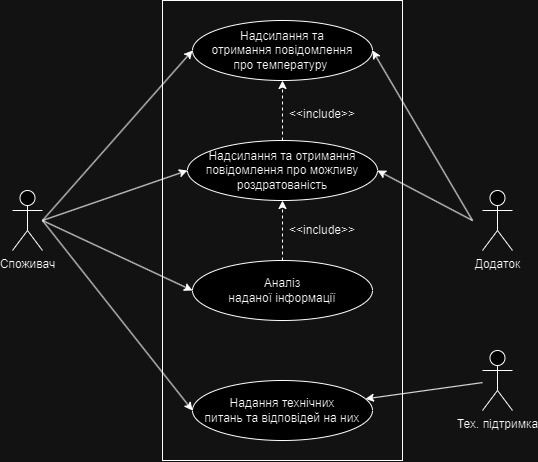 Надсилання та
отримання повідомлення
про температуру
<<include>>
Надсилання та отримання
повідомлення про можливу
роздратованість
<<include>>
Споживач
Додаток
Аналіз
наданої інформації
Надання технічних
питань та відповідей на них
Тех. підтримка